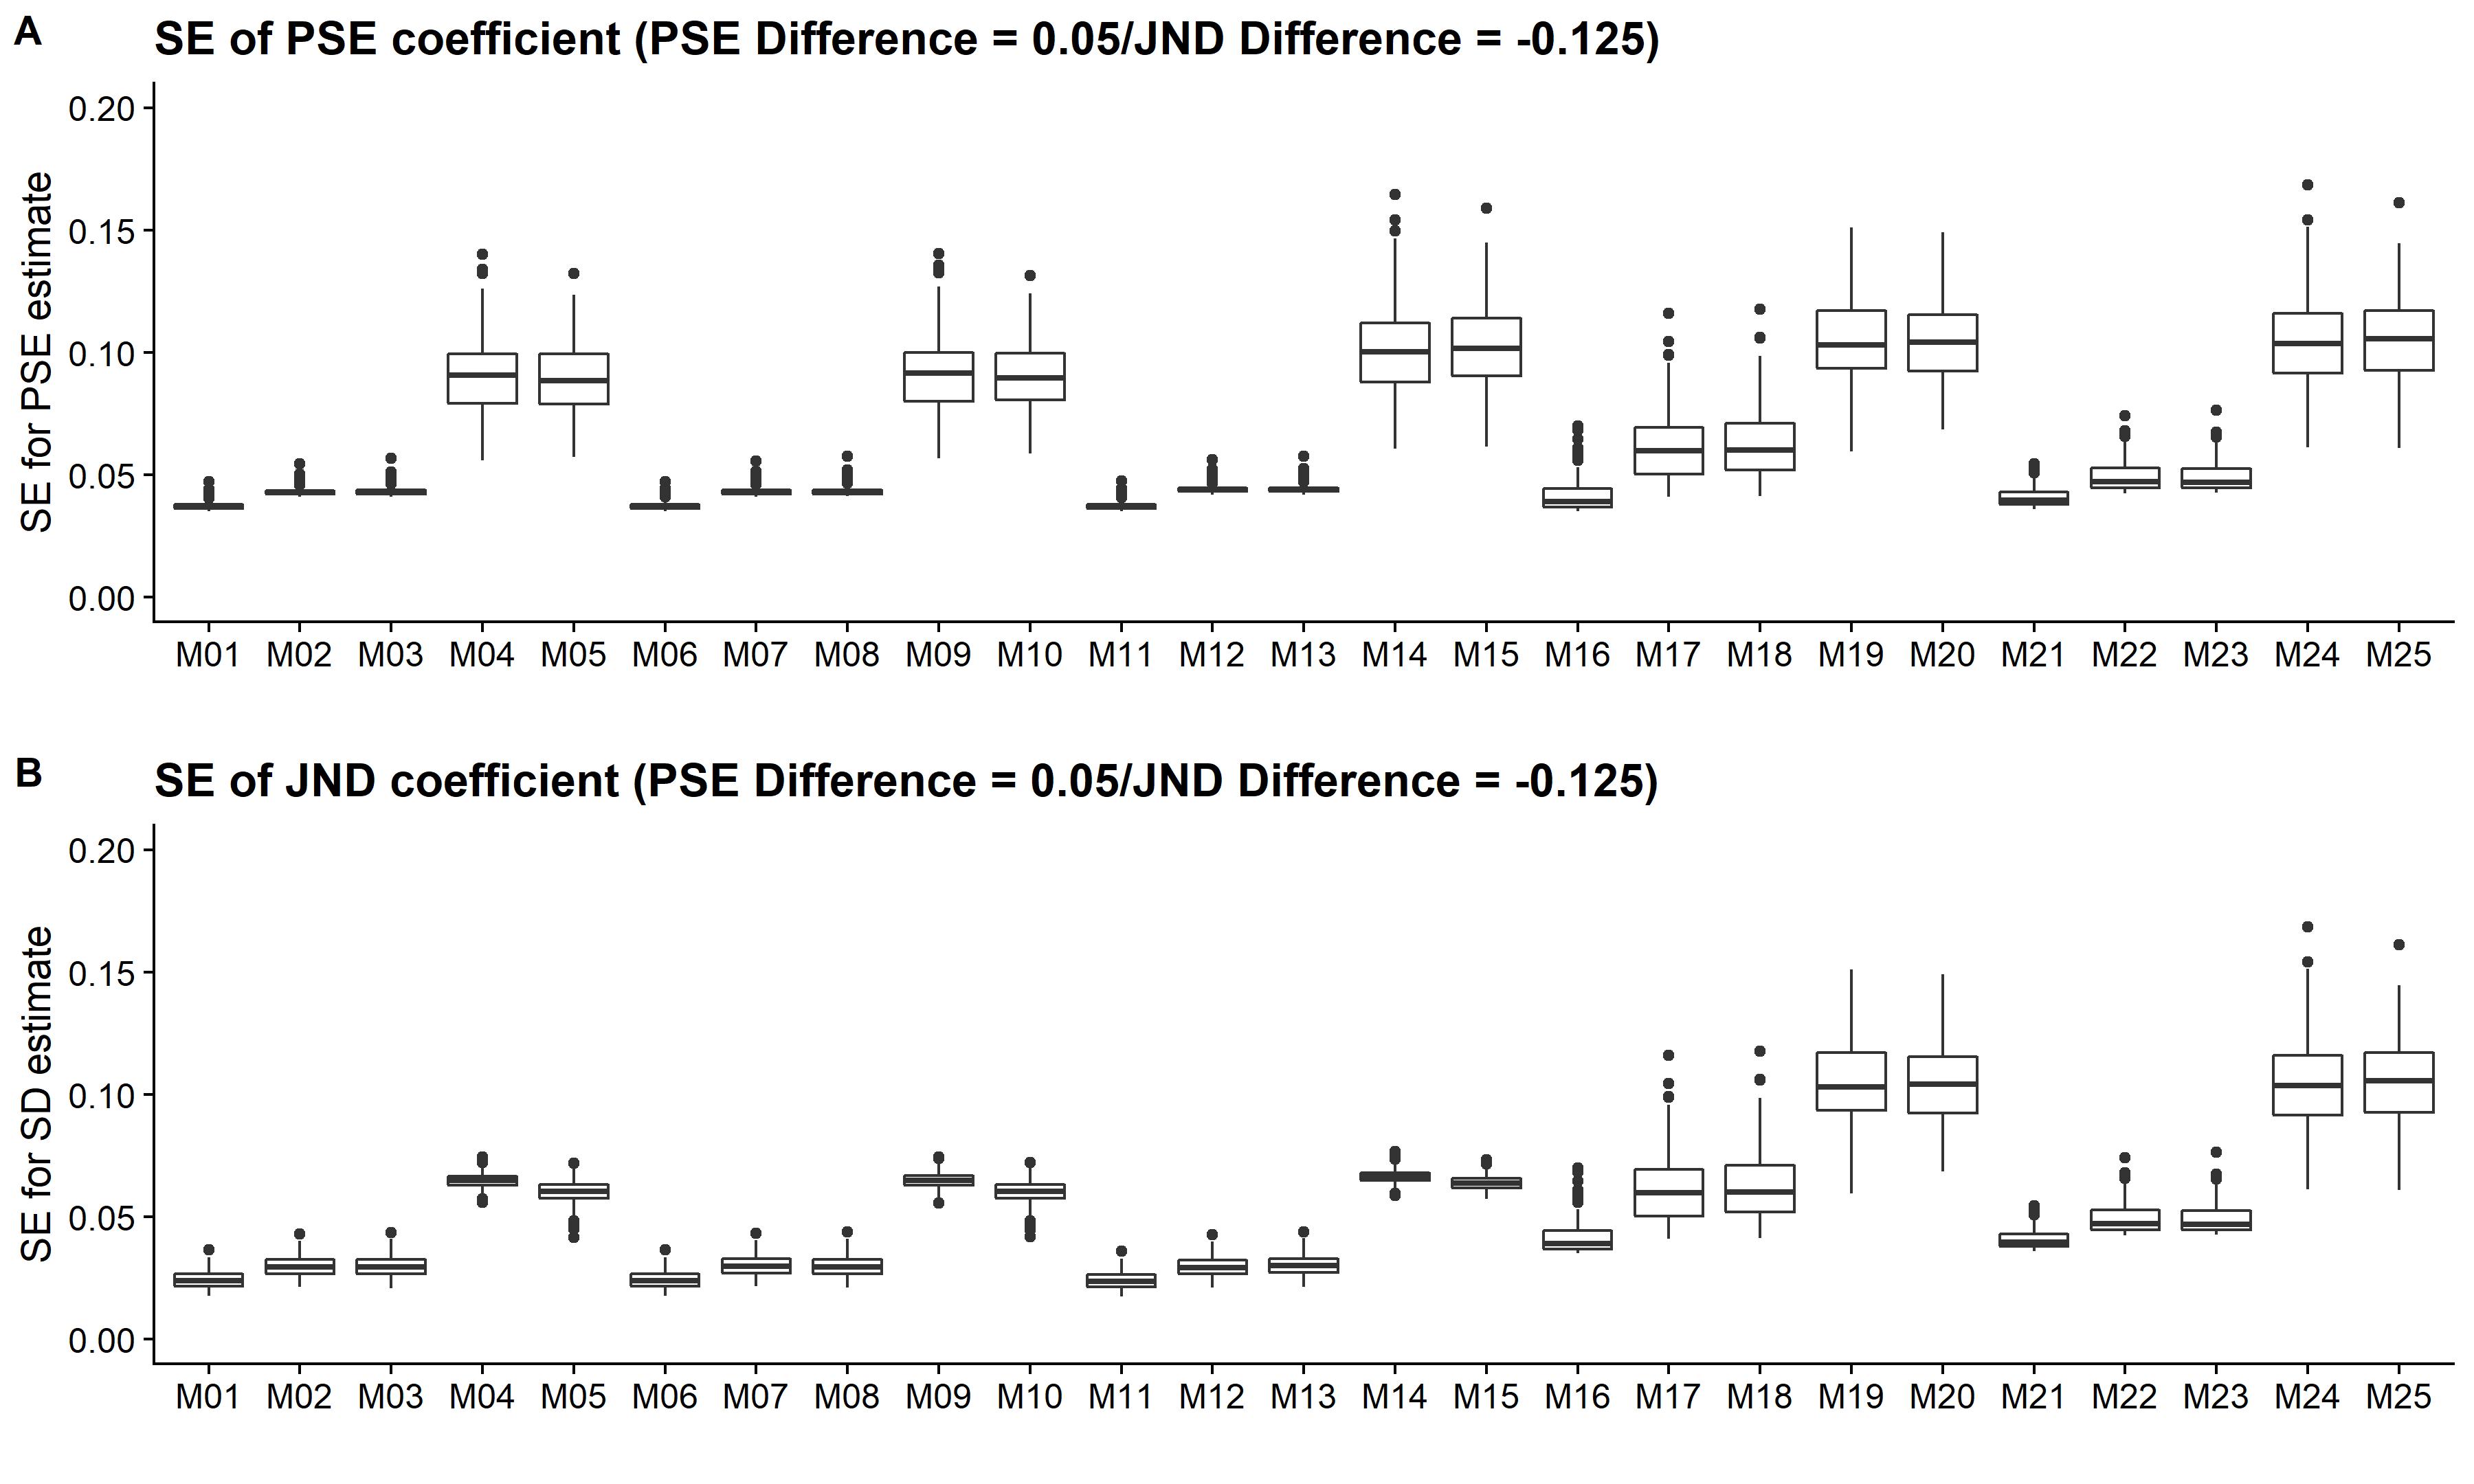 A
SE of PSE coefficient (PSE Difference = 0.05/JND Difference = -0.125)
SE for PSE estimate
0.20
0.15
0.10
0.05
0.00
M01 M02 M03 M04 M05 M06 M07 M08 M09 M10 M11 M12 M13 M14 M15 M16 M17 M18 M19 M20 M21 M22 M23 M24 M25
B
SE of JND coefficient (PSE Difference = 0.05/JND Difference = -0.125)
SE for SD estimate
0.20
0.15
0.10
0.05
0.00
M01 M02 M03 M04 M05 M06 M07 M08 M09 M10 M11 M12 M13 M14 M15 M16 M17 M18 M19 M20 M21 M22 M23 M24 M25